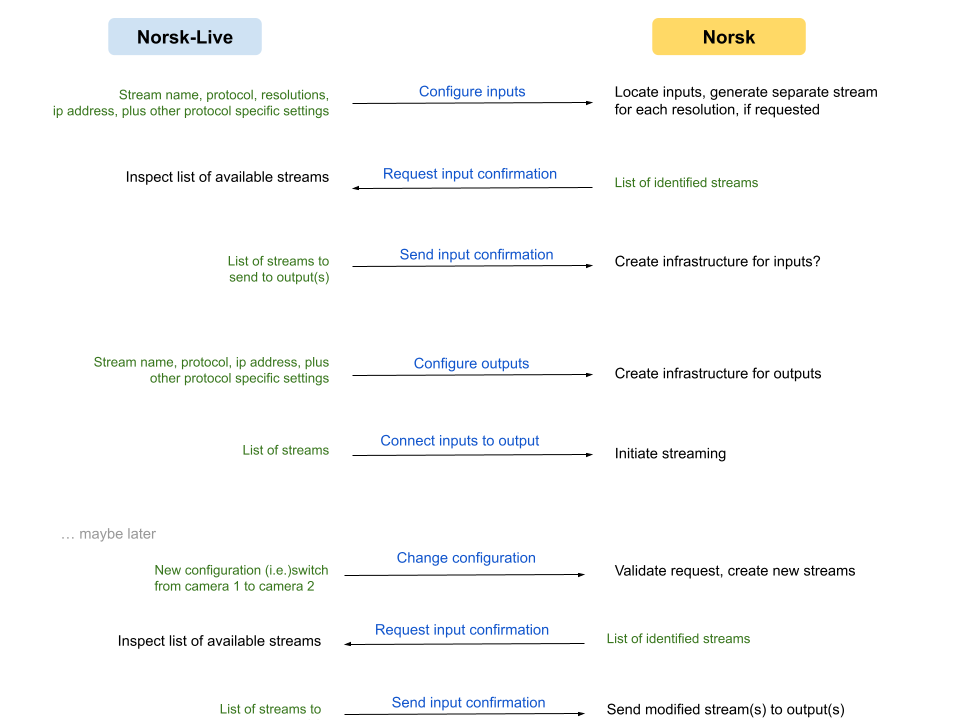 Norsk-Live
Norsk
Stream name, protocol, resolutions,
ip address, plus other protocol specific settings
Configure inputs
Locate inputs, generate separate stream
for each resolution, if requested
Inspect list of available streams
Request input confirmation
List of identified streams
List of streams to
send to output(s)
Send input confirmation
Create infrastructure for inputs?
Stream name, protocol, ip address, plus
other protocol specific settings
Configure outputs
Create infrastructure for outputs
List of streams
Connect inputs to output
Initiate streaming
… maybe later
New configuration (i.e.)switch
from camera 1 to camera 2
Change configuration
Validate request, create new streams
Inspect list of available streams
Request input confirmation
List of identified streams
List of streams to
Send input confirmation
Send modified stream(s) to output(s)